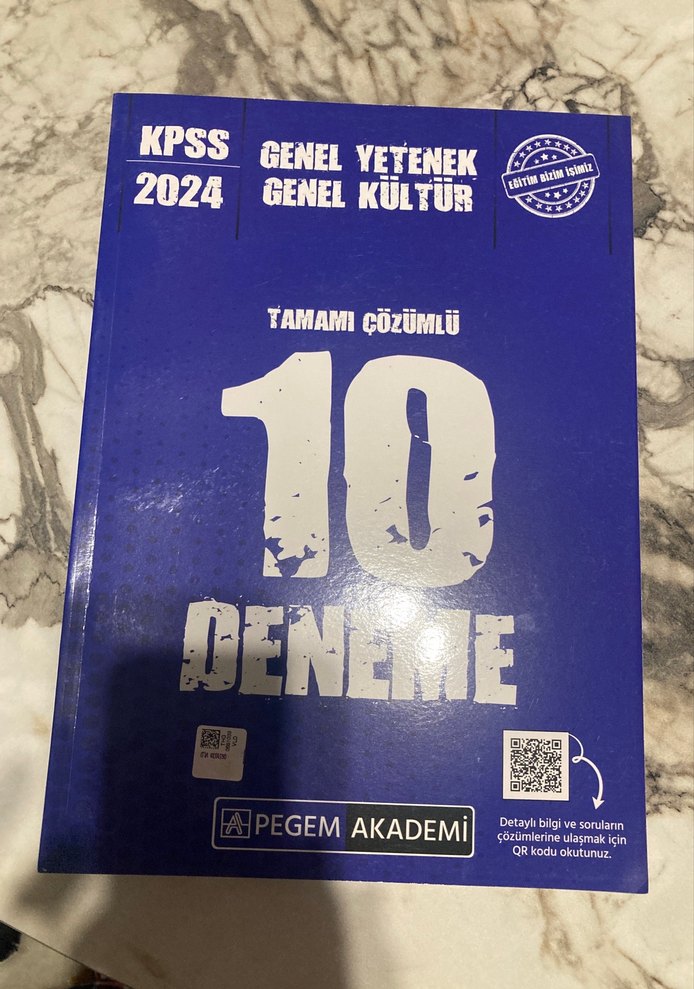 KPSS
2024
GENEL YETENEK
GENEL KÜLTÜR
EĞİTİM BİZİM İŞİMİZ
TAMAMI ÇÖZÜMLÜ
10
DENEME
PEGEM AKADEMİ
Detaylı bilgi ve soruların
çözümlerine ulaşmak için
QR kodu okutunuz.